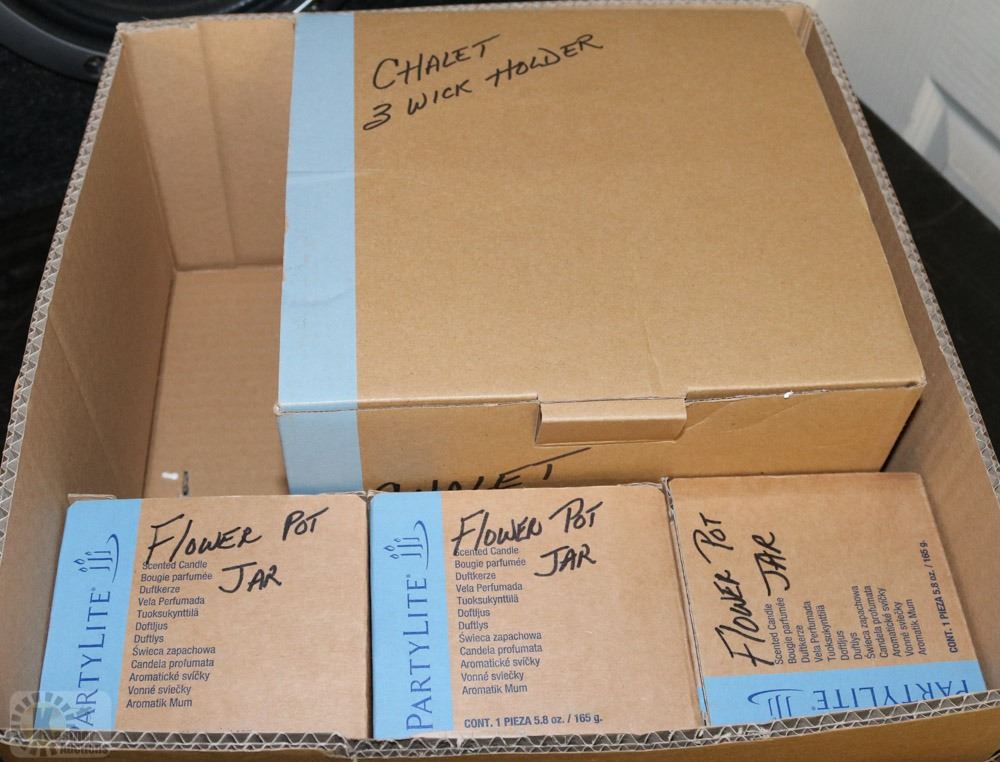 CHALET
3 WICK HOLDER
CHALET
FLOWER POT
JAR
Scented Candle
Bougie parfumée
Duftkerze
Vela Perfumada
Tuoksukynttilä
Doftljus
Duftlys
Świeca zapachowa
Candela profumata
Aromatické svíčky
Vonné sviečky
Aromatik Mum
PARTYLITE®
FLOWER POT
JAR
Scented Candle
Bougie parfumée
Duftkerze
Vela Perfumada
Tuoksukynttilä
Doftljus
Duftlys
Świeca zapachowa
Candela profumata
Aromatické svíčky
Vonné sviečky
Aromatik Mum
CONT. 1 PIEZA 5.8 oz. / 165 g.
PARTYLITE®
FLOWER POT
JAR
Scented Candle
Bougie parfumée
Duftkerze
Vela Perfumada
Tuoksukynttilä
Doftljus
Duftlys
Świeca zapachowa
Candela profumata
Aromatické svíčky
Vonné sviečky
Aromatik Mum
CONT. 1 PIEZA 5.8 oz. / 165 g.
PARTYLITE®